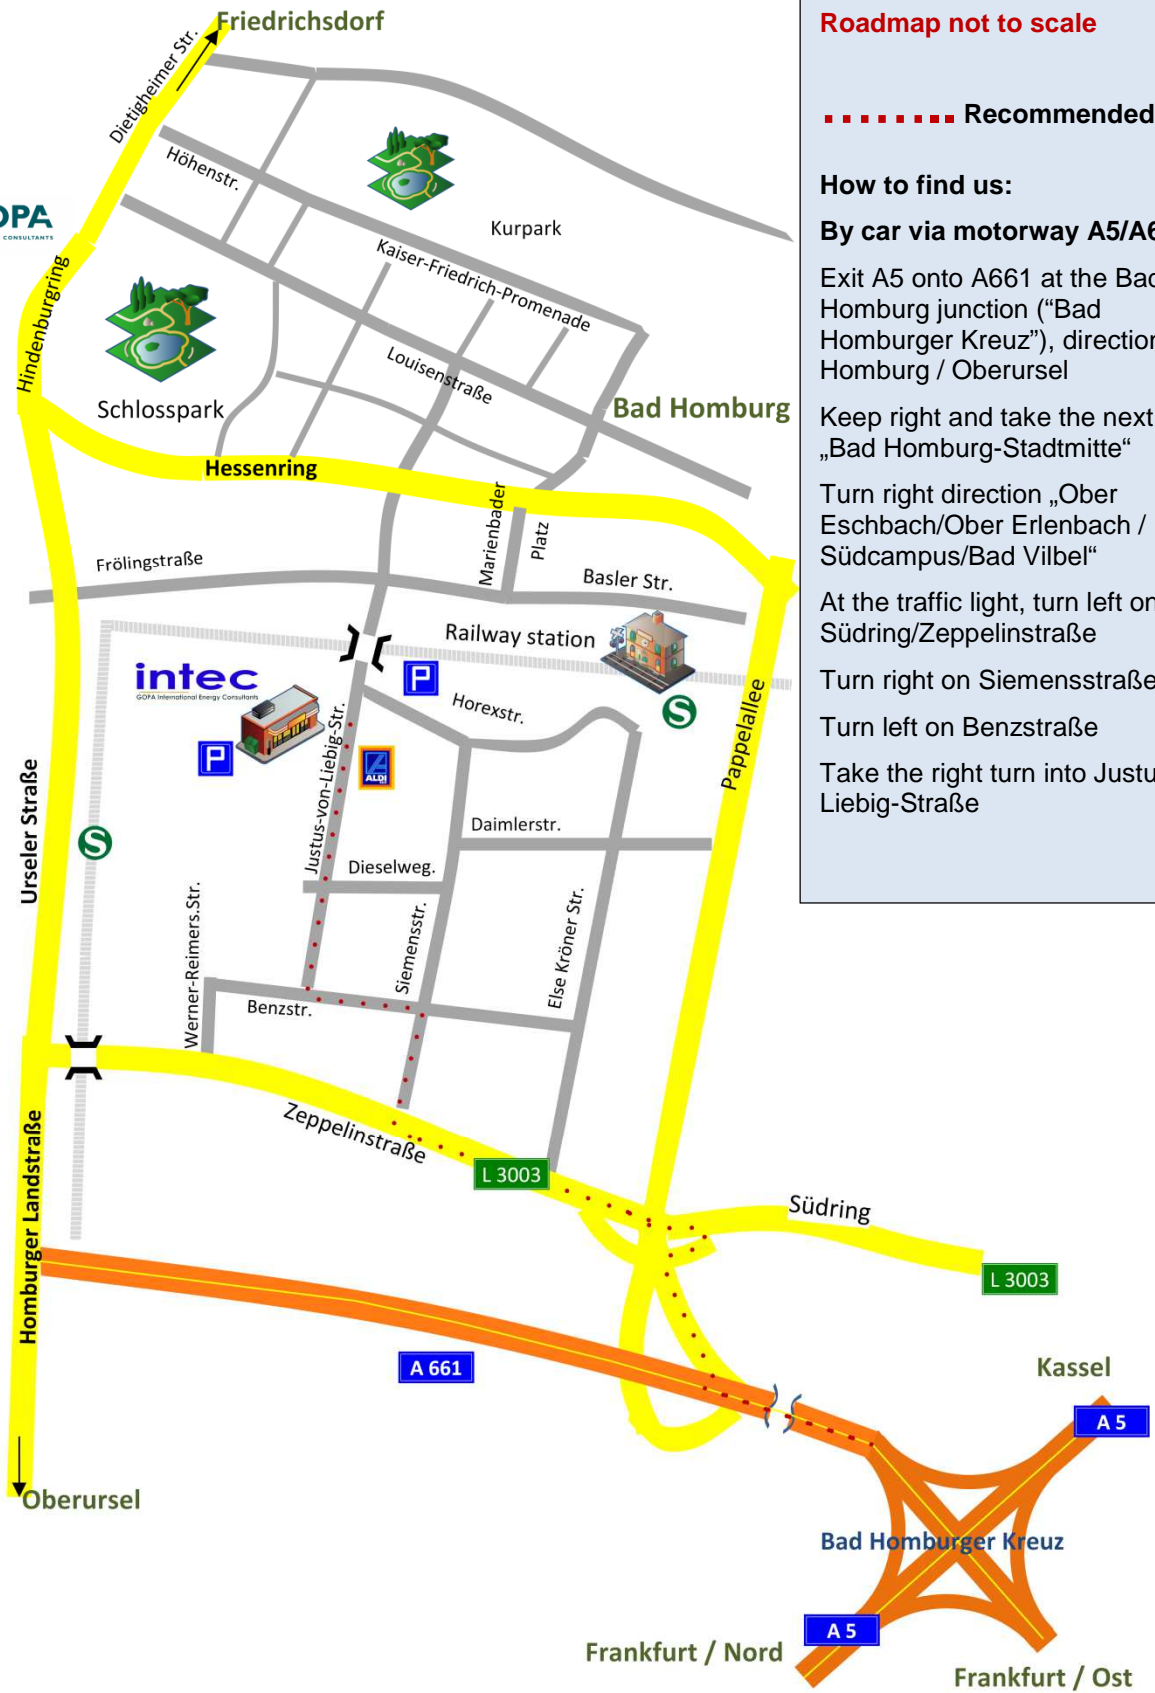 Friedrichsdorf
Dietigheimer Str.
Höhenstr.
Kurpark
Kaiser-Friedrich-Promenade
OPA
CONSULTANTS
Hindenburgring
Schlosspark
Louisenstraße
Bad Homburg
Hessenring
Marienbader
Platz
Frölingstraße
Basler Str.
Railway station
intec
GOPA International Energy Consultants
P
P
Horexstr.
S
Justus-von-Liebig-Str.
ALDI
Pappelallee
Urseler Straße
S
Daimlerstr.
Dieselweg.
Siemensstr.
Werner-Reimers.Str.
Else Kröner Str.
Benzstr.
Zeppelinstraße
L 3003
Südring
L 3003
Homburger Landstraße
A 661
Oberursel
Kassel
A 5
Bad Homburger Kreuz
A 5
Frankfurt / Nord
Frankfurt / Ost
Roadmap not to scale
Recommended
How to find us:
By car via motorway A5/A6
Exit A5 onto A661 at the Bad
Homburg junction (“Bad
Homburger Kreuz”), direction
Homburg / Oberursel
Keep right and take the next
„Bad Homburg-Stadtmitte“
Turn right direction „Ober
Eschbach/Ober Erlenbach /
Südcampus/Bad Vilbel“
At the traffic light, turn left on
Südring/Zeppelinstraße
Turn right on Siemensstraße
Turn left on Benzstraße
Take the right turn into Justu
Liebig-Straße